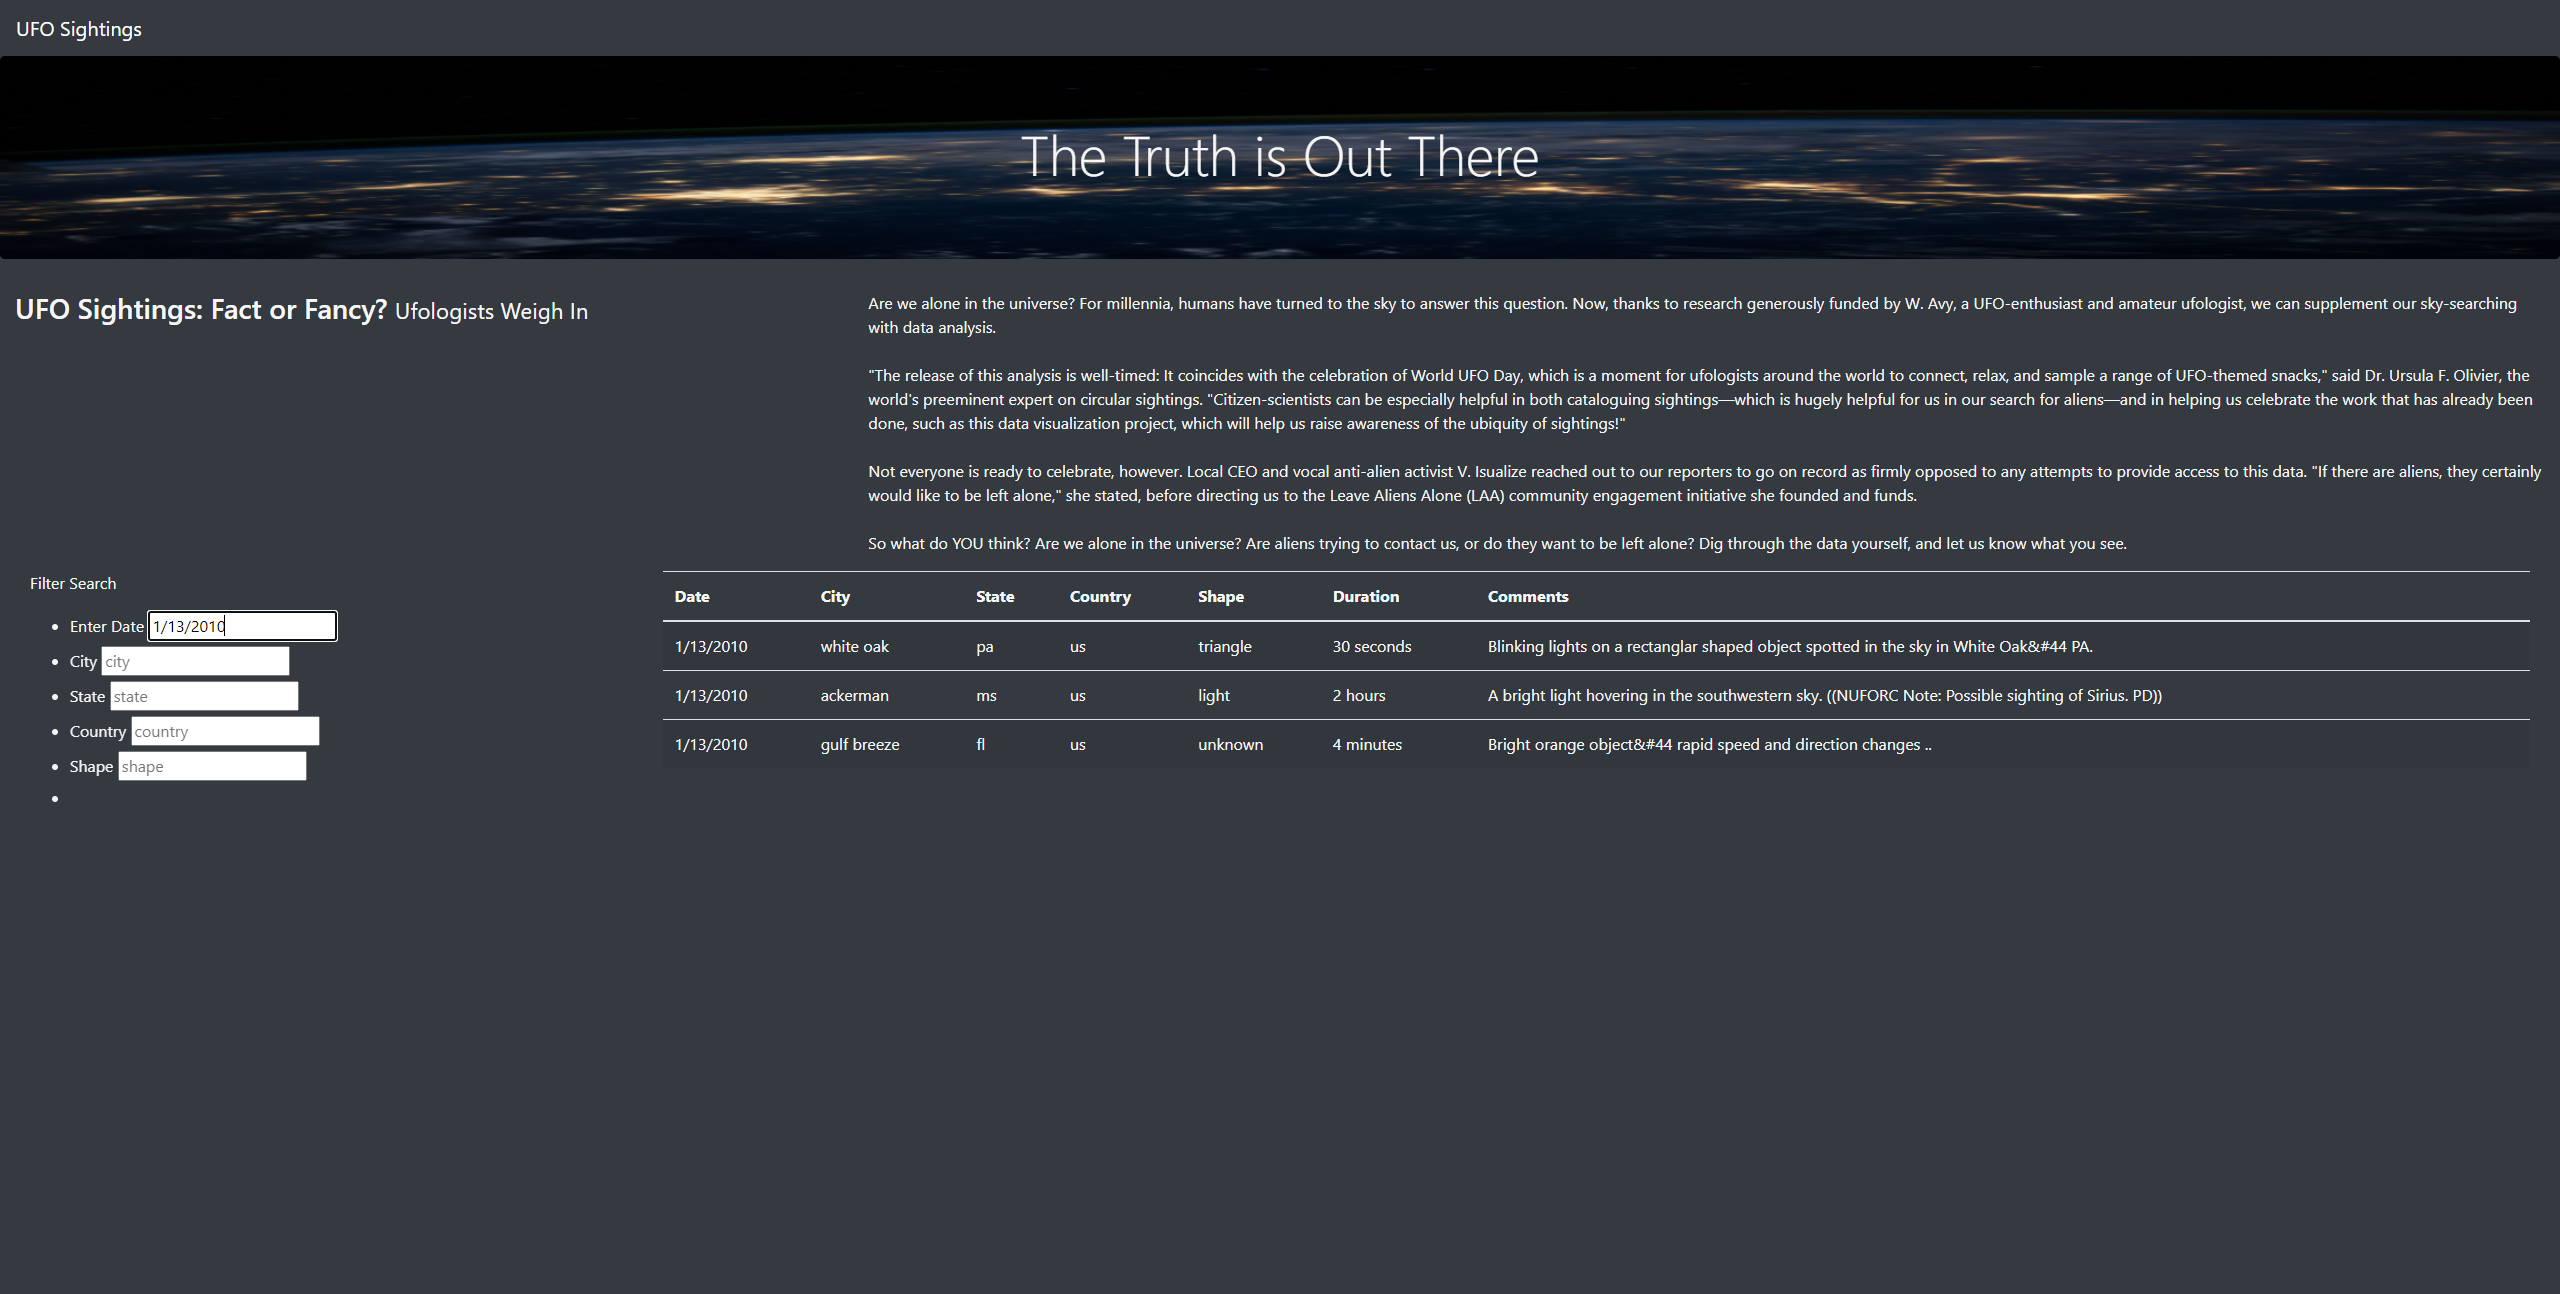 UFO Sightings
The Truth is Out There
UFO Sightings: Fact or Fancy? Ufologists Weigh In
Are we alone in the universe? For millennia, humans have turned to the sky to answer this question. Now, thanks to research generously funded by W. Avy, a UFO-enthusiast and amateur ufologist, we can supplement our sky-searching
with data analysis.
"The release of this analysis is well-timed: It coincides with the celebration of World UFO Day, which is a moment for ufologists around the world to connect, relax, and sample a range of UFO-themed snacks," said Dr. Ursula F. Olivier, the
world's preeminent expert on circular sightings. "Citizen-scientists can be especially helpful in both cataloguing sightings—which is hugely helpful for us in our search for aliens—and in helping us celebrate the work that has already been
done, such as this data visualization project, which will help us raise awareness of the ubiquity of sightings!"
Not everyone is ready to celebrate, however. Local CEO and vocal anti-alien activist V. Isualize reached out to our reporters to go on record as firmly opposed to any attempts to provide access to this data. "If there are aliens, they certainly
would like to be left alone," she stated, before directing us to the Leave Aliens Alone (LAA) community engagement initiative she founded and funds.
So what do YOU think? Are we alone in the universe? Are aliens trying to contact us, or do they want to be left alone? Dig through the data yourself, and let us know what you see.
Filter Search
Enter Date 1/13/2010
City city
State state
Country country
Shape shape
Date City State Country Shape Duration Comments
1/13/2010 white oak pa us triangle 30 seconds Blinking lights on a rectanglar shaped object spotted in the sky in White Oak&#44 PA.
1/13/2010 ackerman ms us light 2 hours A bright light hovering in the southwestern sky. ((NUFORC Note: Possible sighting of Sirius. PD))
1/13/2010 gulf breeze fl us unknown 4 minutes Bright orange object&#44 rapid speed and direction changes ..